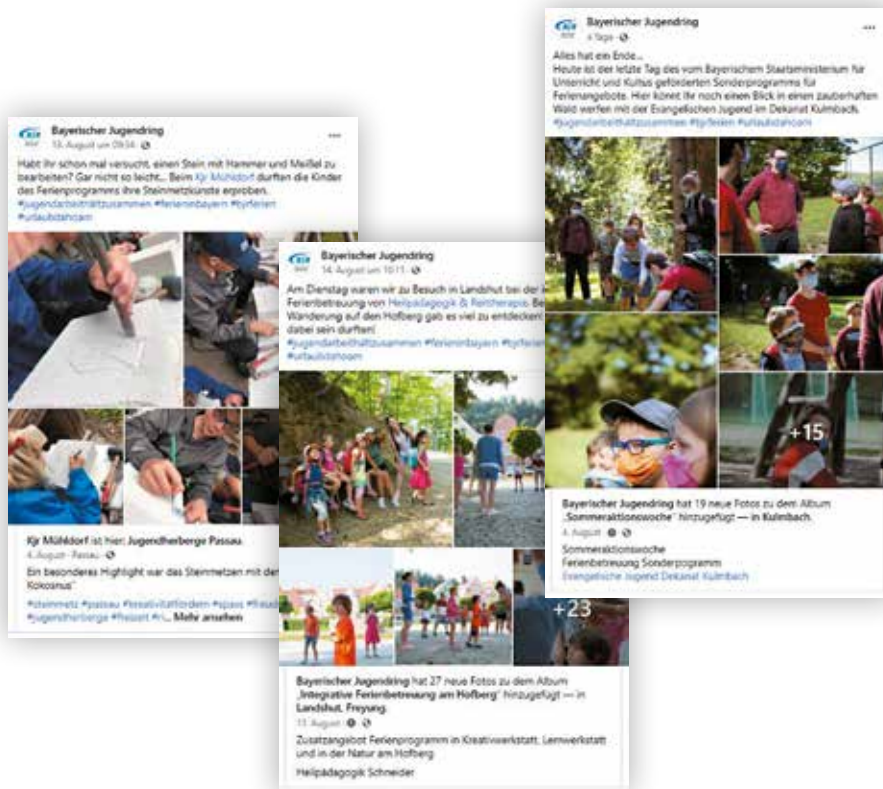 Bayerischer Jugendring
13. August um 09:34
Habt Ihr schon mal versucht, einen Stein mit Hammer und Meißel zu
bearbeiten? Gar nicht so leicht... Beim Kjr Mühldorf durften die Kinder
des Ferienprogramms ihre Steinmetzkünste erproben.
#jugendarbeithältzusammen #ferieninbayern #bjrferien
#urlaubdahoam
Kjr Mühldorf ist hier: Jugendherberge Passau.
4. August · Passau
Ein besonderes Highlight war das Steinmetzen mit der
Kokosnus"
#steinmetz #passau #kreativitätfördern #spass
#jugendherberge #freizeit ... Mehr ansehen
Bayerischer Jugendring
14. August um 10:11
Am Dienstag waren wir zu Besuch in Landshut bei der
Ferienbetreuung von Heilpädagogik & Reittherapie.
Wanderung auf den Hofberg gab es viel zu entdecken!
dabei sein durften!
#jugendarbeithältzusammen #ferieninbayern #bjrferien
#urlaubdahoam
+23
Bayerischer Jugendring hat 27 neue Fotos zu dem Album
„Integrative Ferienbetreuung am Hofberg" hinzugefügt — in
Landshut, Freyung.
August
Zusatzangebot Ferienprogramm in Kreativwerkstatt, Lernwerkstatt
und in der Natur am Hofberg
Heilpädagogik Schneider
Bayerischer Jugendring
4 Tage
Alles hat ein Ende...
Heute ist der letzte Tag des vom Bayerischem Staatsministerium für
Unterricht und Kultus geförderten Sonderprogramms für
Ferienangebote. Hier könnt Ihr noch einen Blick in einen zauberhaften
Wald werfen mit der Evangelischen Jugend im Dekanat Kulmbach.
#jugendarbeithältzusammen #bjrferien #urlaubdahoam
+15
Bayerischer Jugendring hat 19 neue Fotos zu dem Album
„Sommeraktionswoche" hinzugefügt — in Kulmbach.
4. August
Sommeraktionswoche
Ferienbetreuung Sonderpogramm
Evangelische Jugend Dekanat Kulmbach